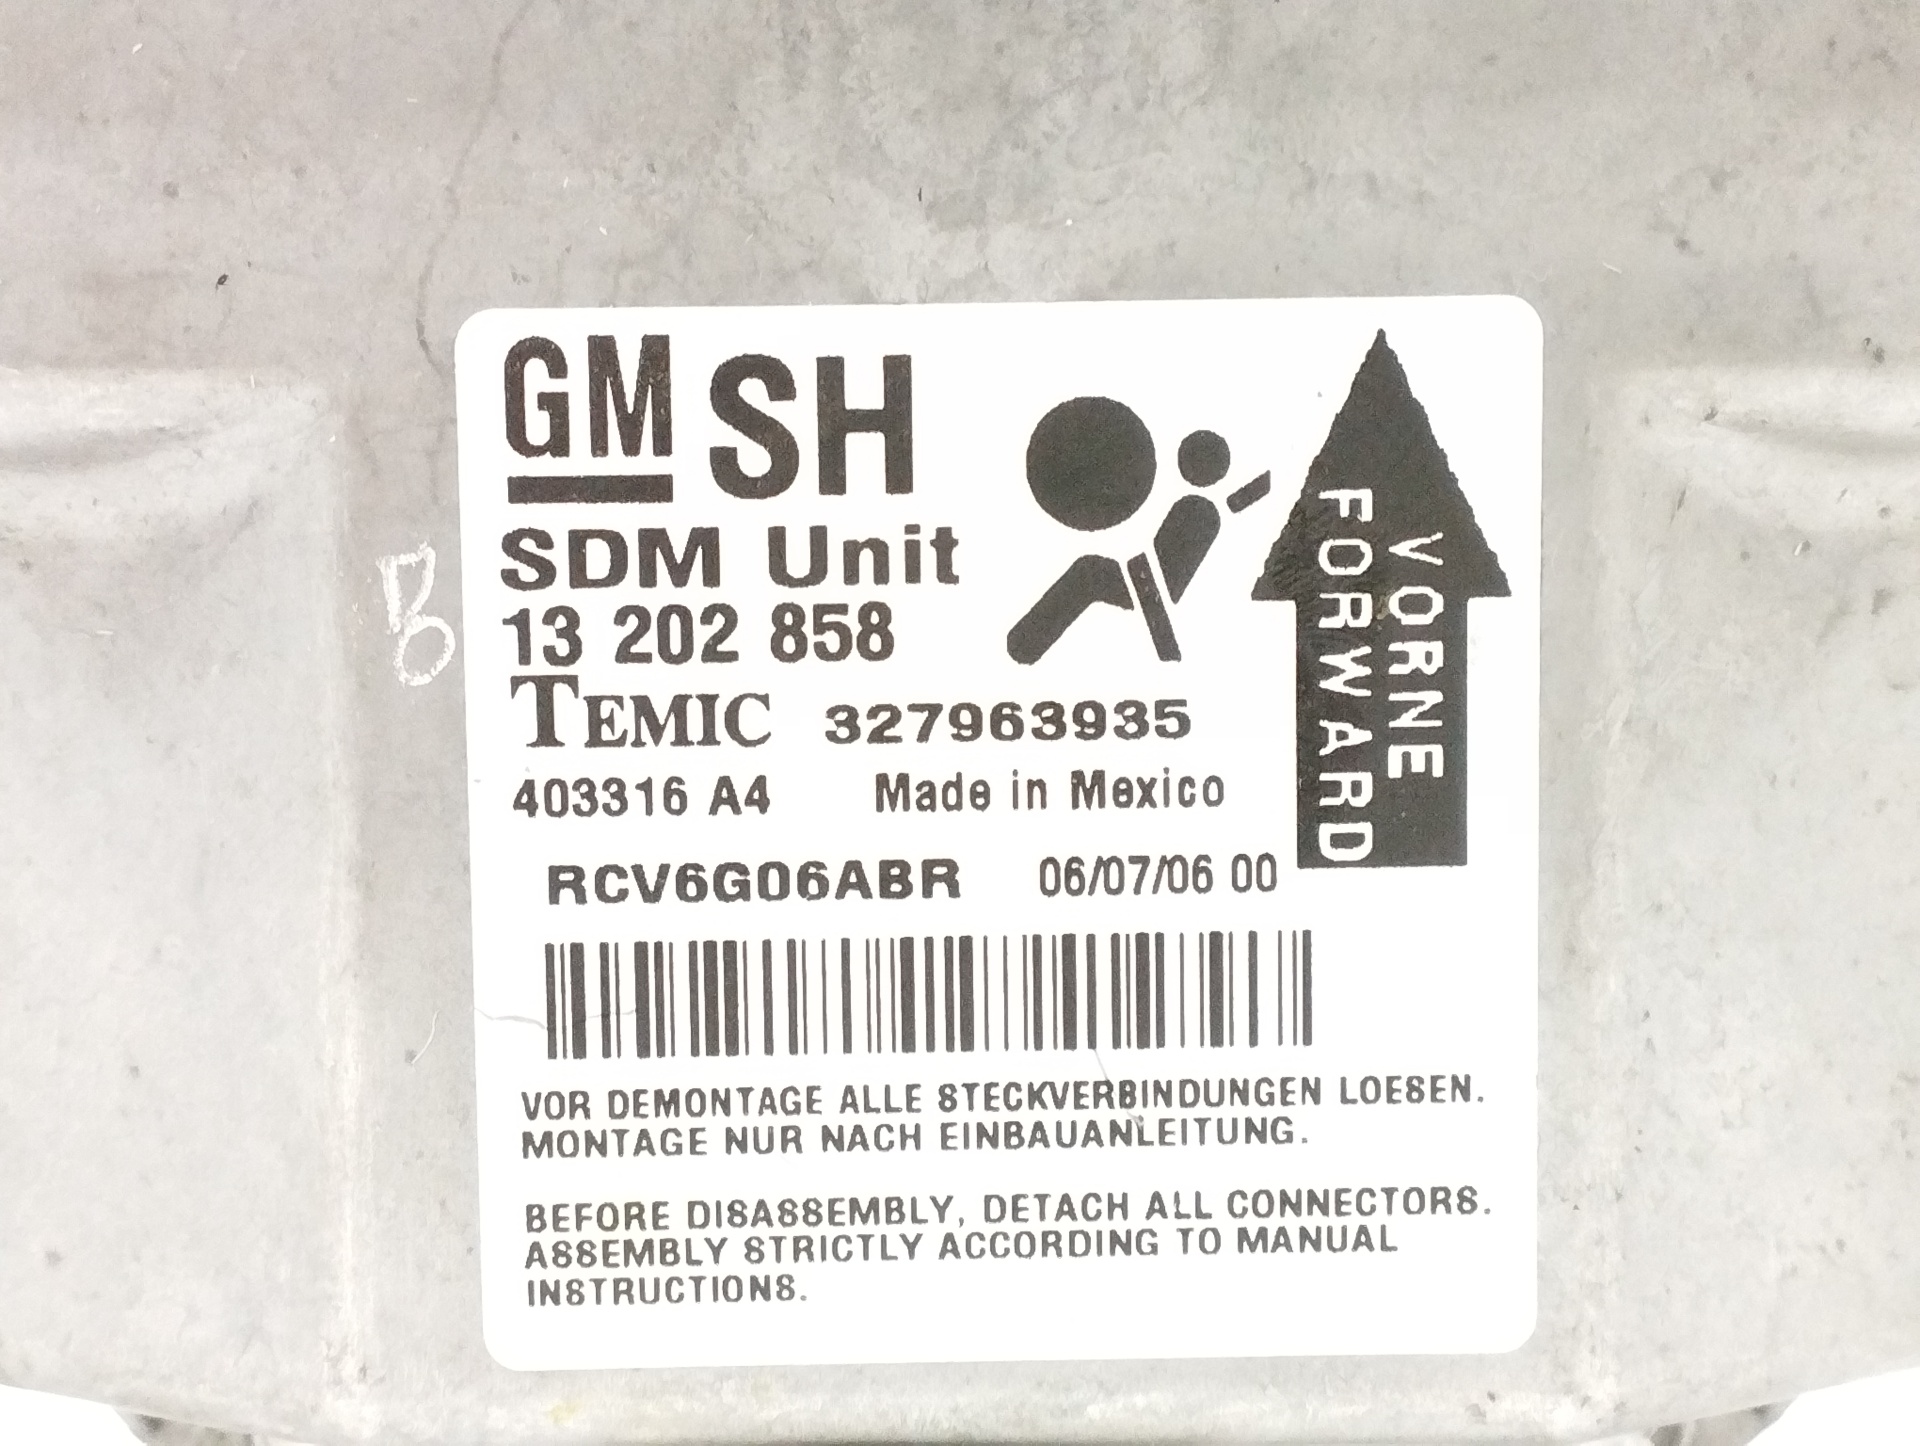 GM SH
SDM Unit
13 202 858
TEMIC 327963935
403316 A4 Made in Mexico
RCV6G06ABR 06/07/06 00
VORNE
FORWARD
VOR DEMONTAGE ALLE STECKVERBINDUNGEN LOESEN.
MONTAGE NUR NACH EINBAUANLEITUNG.
BEFORE DISASSEMBLY, DETACH ALL CONNECTORS.
ASSEMBLY STRICTLY ACCORDING TO MANUAL
INSTRUCTIONS.